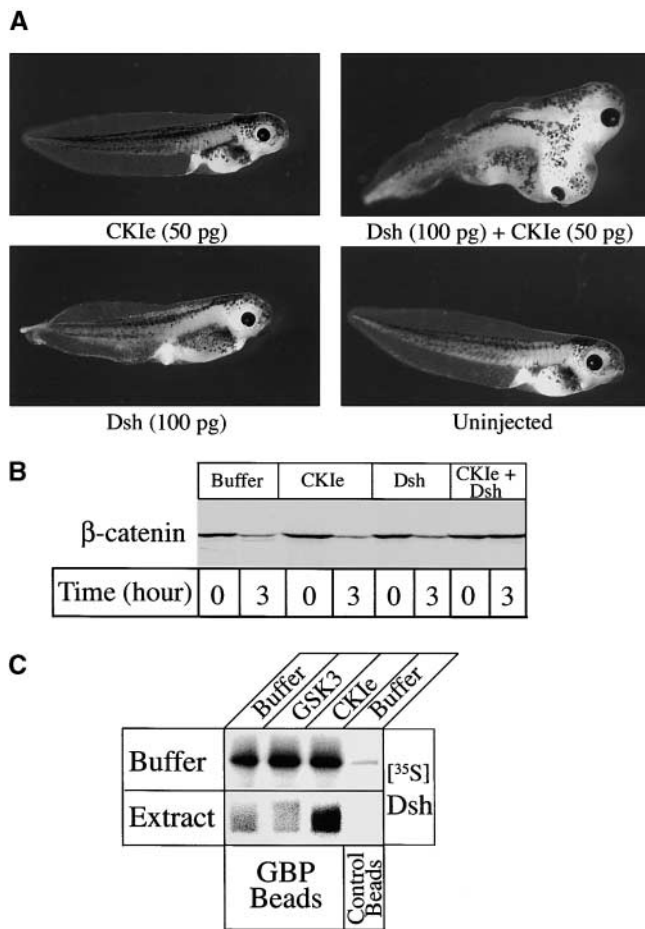 A
CKIe (50 pg)
Dsh (100 pg) + CKIe (50 pg)
Dsh (100 pg)
Uninjected
B
Buffer
CKIe
Dsh
CKIe +
Dsh
β-catenin
Time (hour)
0
3
0
3
0
3
0
3
C
Buffer
GSK3
CKIe
Buffer
Buffer
[³⁵S]
Dsh
Extract
GBP
Beads
Control
Beads